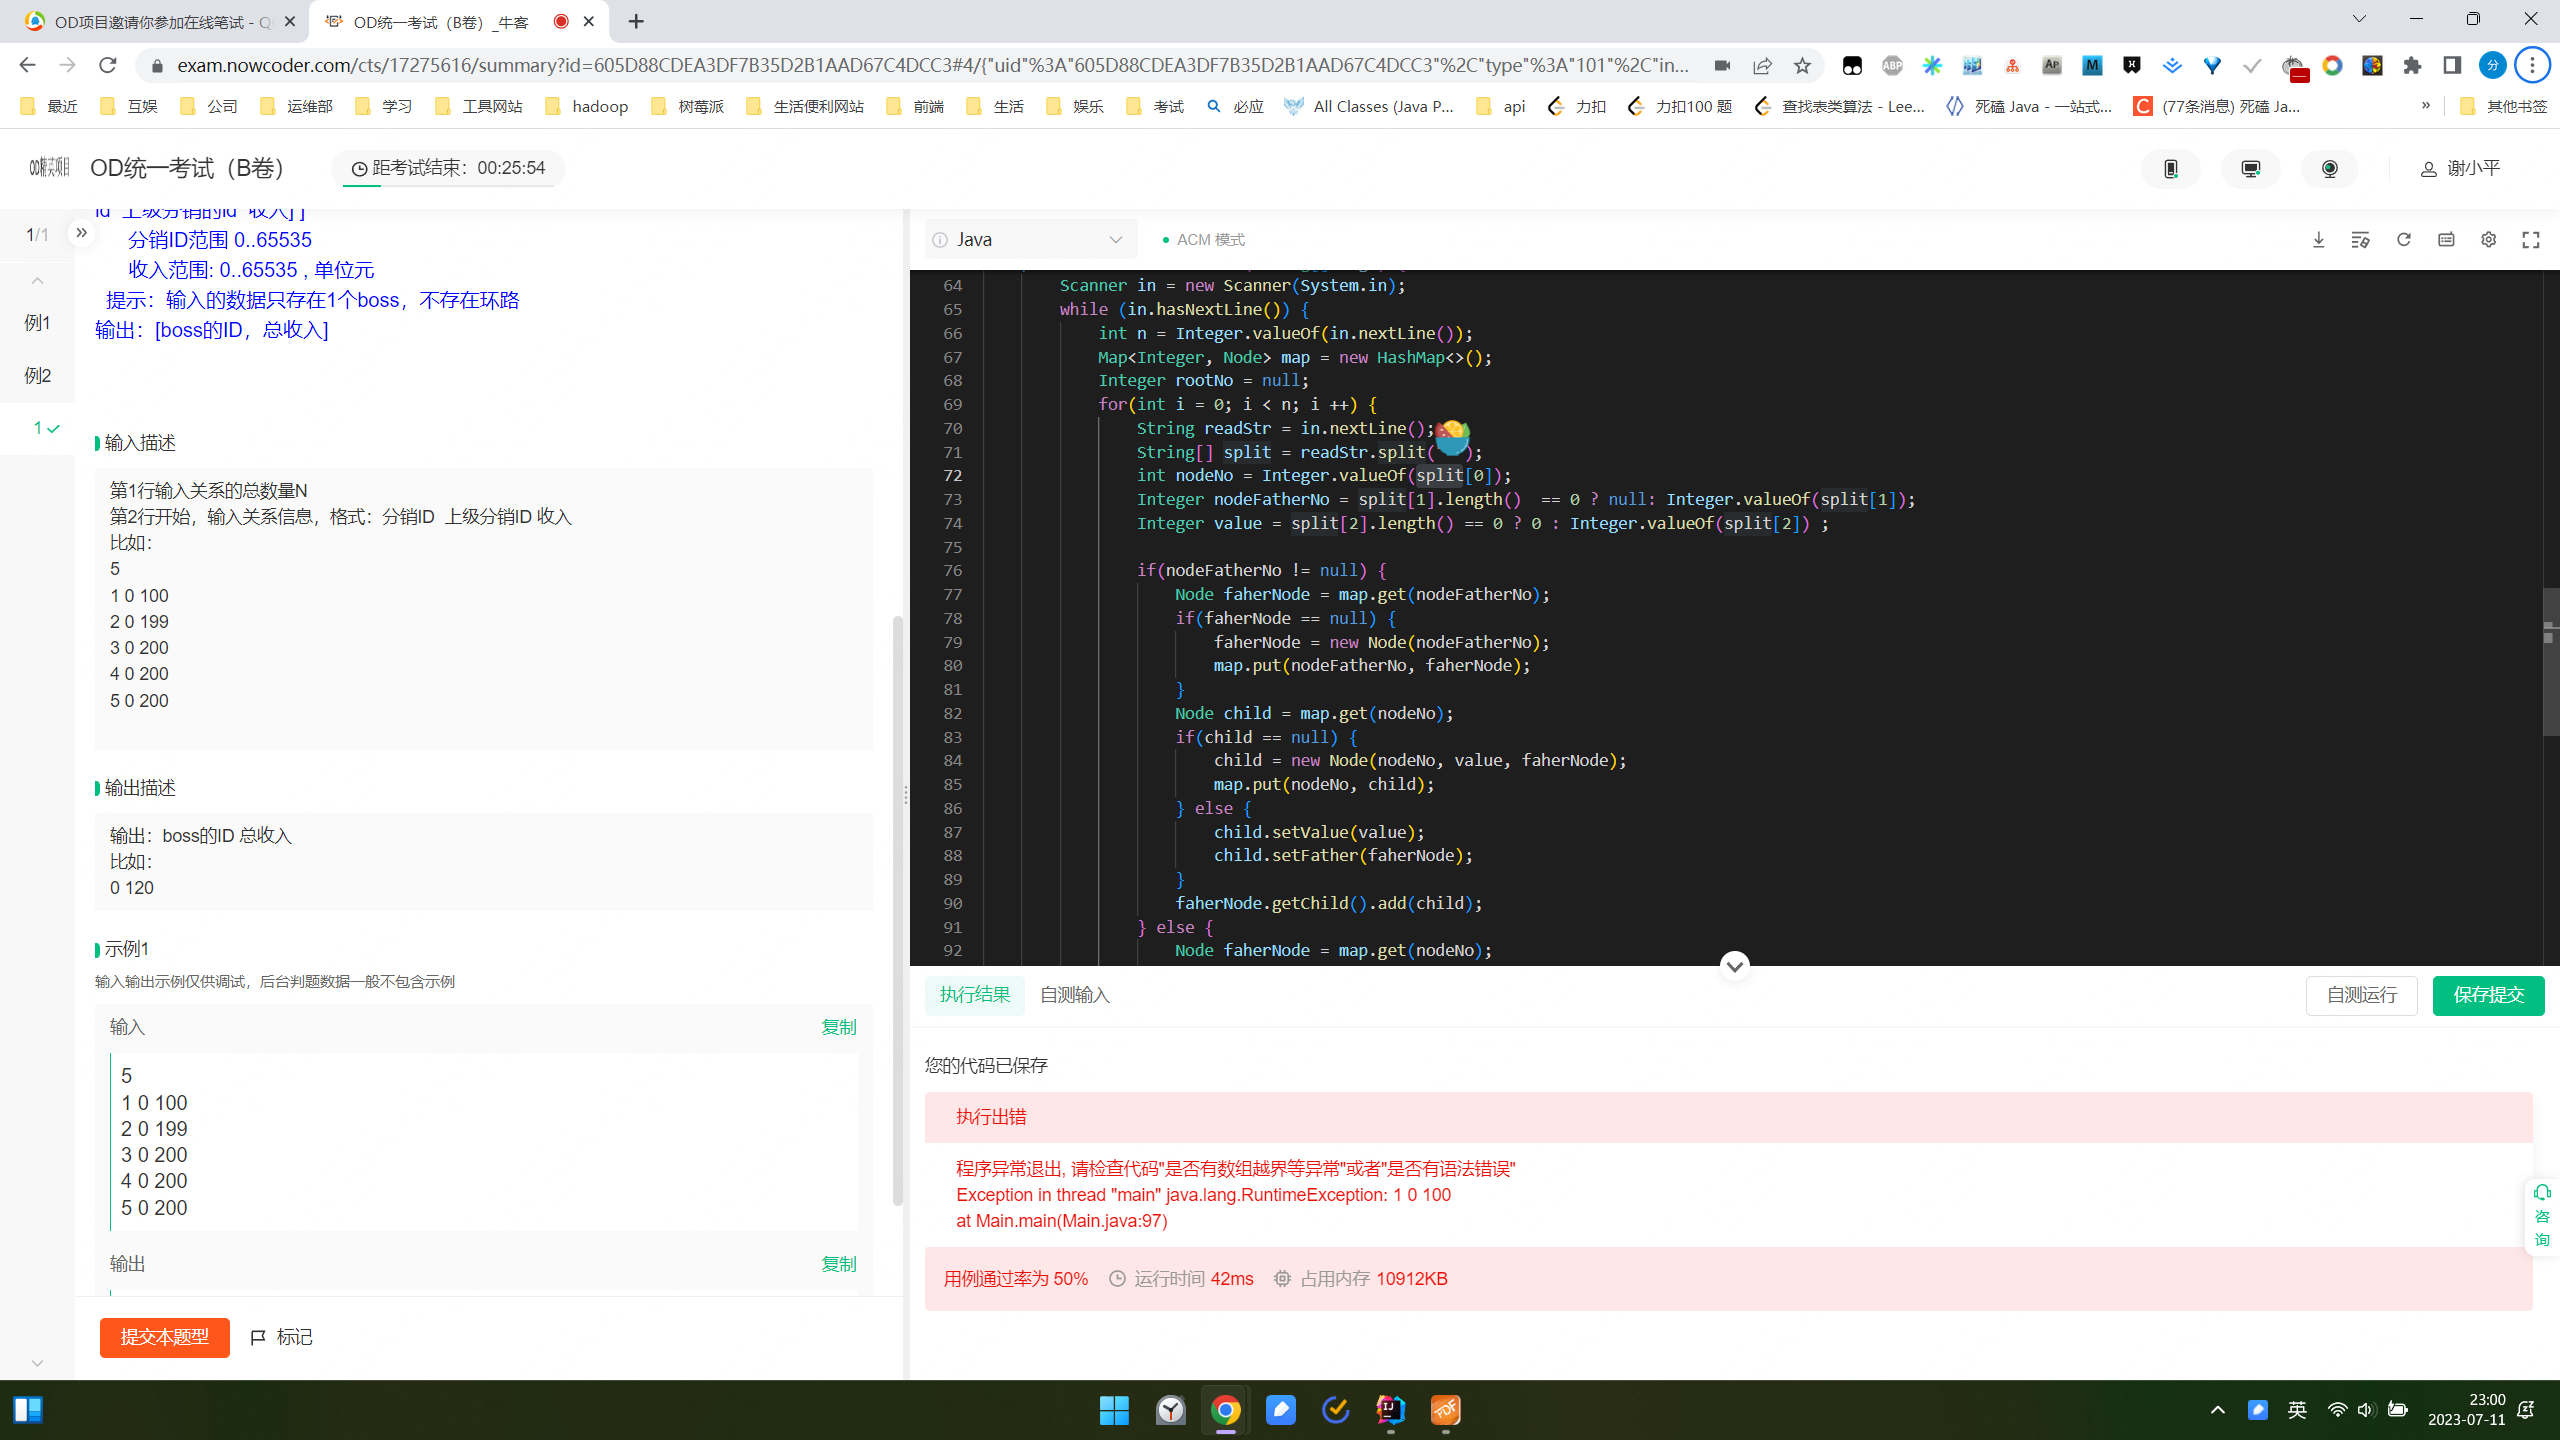 OD项目邀请你参加在线笔试 - Q
OD统一考试（B卷）_牛客
exam.nowcoder.com/cts/17275616/summary?id=605D88CDEA3DF7B35D2B1AAD67C4DCC3#4/{"uid"%3A"605D88CDEA3DF7B35D2B1AAD67C4DCC3"%2C"type"%3A"101"%2C"in...
最近 互娱 公司 运维部 学习 工具网站 hadoop 树莓派 生活便利网站 前端 生活 娱乐 考试 必应 All Classes (Java P... api 力扣 力扣100 题 查找表类算法 - Lee... 死磕 Java - 一站式... (77条消息) 死磕 Ja... » 其他书签
OD精英项目 OD统一考试（B卷） 距考试结束：00:25:54 谢小平
1/1
例1
例2
1
id 上级分销的id 收入] ]
分销ID范围 0..65535
收入范围: 0..65535 , 单位元
提示：输入的数据只存在1个boss，不存在环路
输出：[boss的ID，总收入]
输入描述
第1行输入关系的总数量N
第2行开始，输入关系信息，格式：分销ID 上级分销ID 收入
比如：
5
1 0 100
2 0 199
3 0 200
4 0 200
5 0 200
输出描述
输出：boss的ID 总收入
比如：
0 120
示例1
输入输出示例仅供调试，后台判题数据一般不包含示例
输入 复制
5
1 0 100
2 0 199
3 0 200
4 0 200
5 0 200
输出 复制
提交本题型 标记
Java ACM 模式
64 Scanner in = new Scanner(System.in);
65 while (in.hasNextLine()) {
66 int n = Integer.valueOf(in.nextLine());
67 Map<Integer, Node> map = new HashMap<>();
68 Integer rootNo = null;
69 for(int i = 0; i < n; i ++) {
70 String readStr = in.nextLine();
71 String[] split = readStr.split( );
72 int nodeNo = Integer.valueOf(split[0]);
73 Integer nodeFatherNo = split[1].length() == 0 ? null: Integer.valueOf(split[1]);
74 Integer value = split[2].length() == 0 ? 0 : Integer.valueOf(split[2]) ;
75
76 if(nodeFatherNo != null) {
77 Node faherNode = map.get(nodeFatherNo);
78 if(faherNode == null) {
79 faherNode = new Node(nodeFatherNo);
80 map.put(nodeFatherNo, faherNode);
81 }
82 Node child = map.get(nodeNo);
83 if(child == null) {
84 child = new Node(nodeNo, value, faherNode);
85 map.put(nodeNo, child);
86 } else {
87 child.setValue(value);
88 child.setFather(faherNode);
89 }
90 faherNode.getChild().add(child);
91 } else {
92 Node faherNode = map.get(nodeNo);
执行结果 自测输入 自测运行 保存提交
您的代码已保存
执行出错
程序异常退出, 请检查代码"是否有数组越界等异常"或者"是否有语法错误"
Exception in thread "main" java.lang.RuntimeException: 1 0 100
at Main.main(Main.java:97)
用例通过率为 50% 运行时间 42ms 占用内存 10912KB
咨
询
英
23:00
2023-07-11